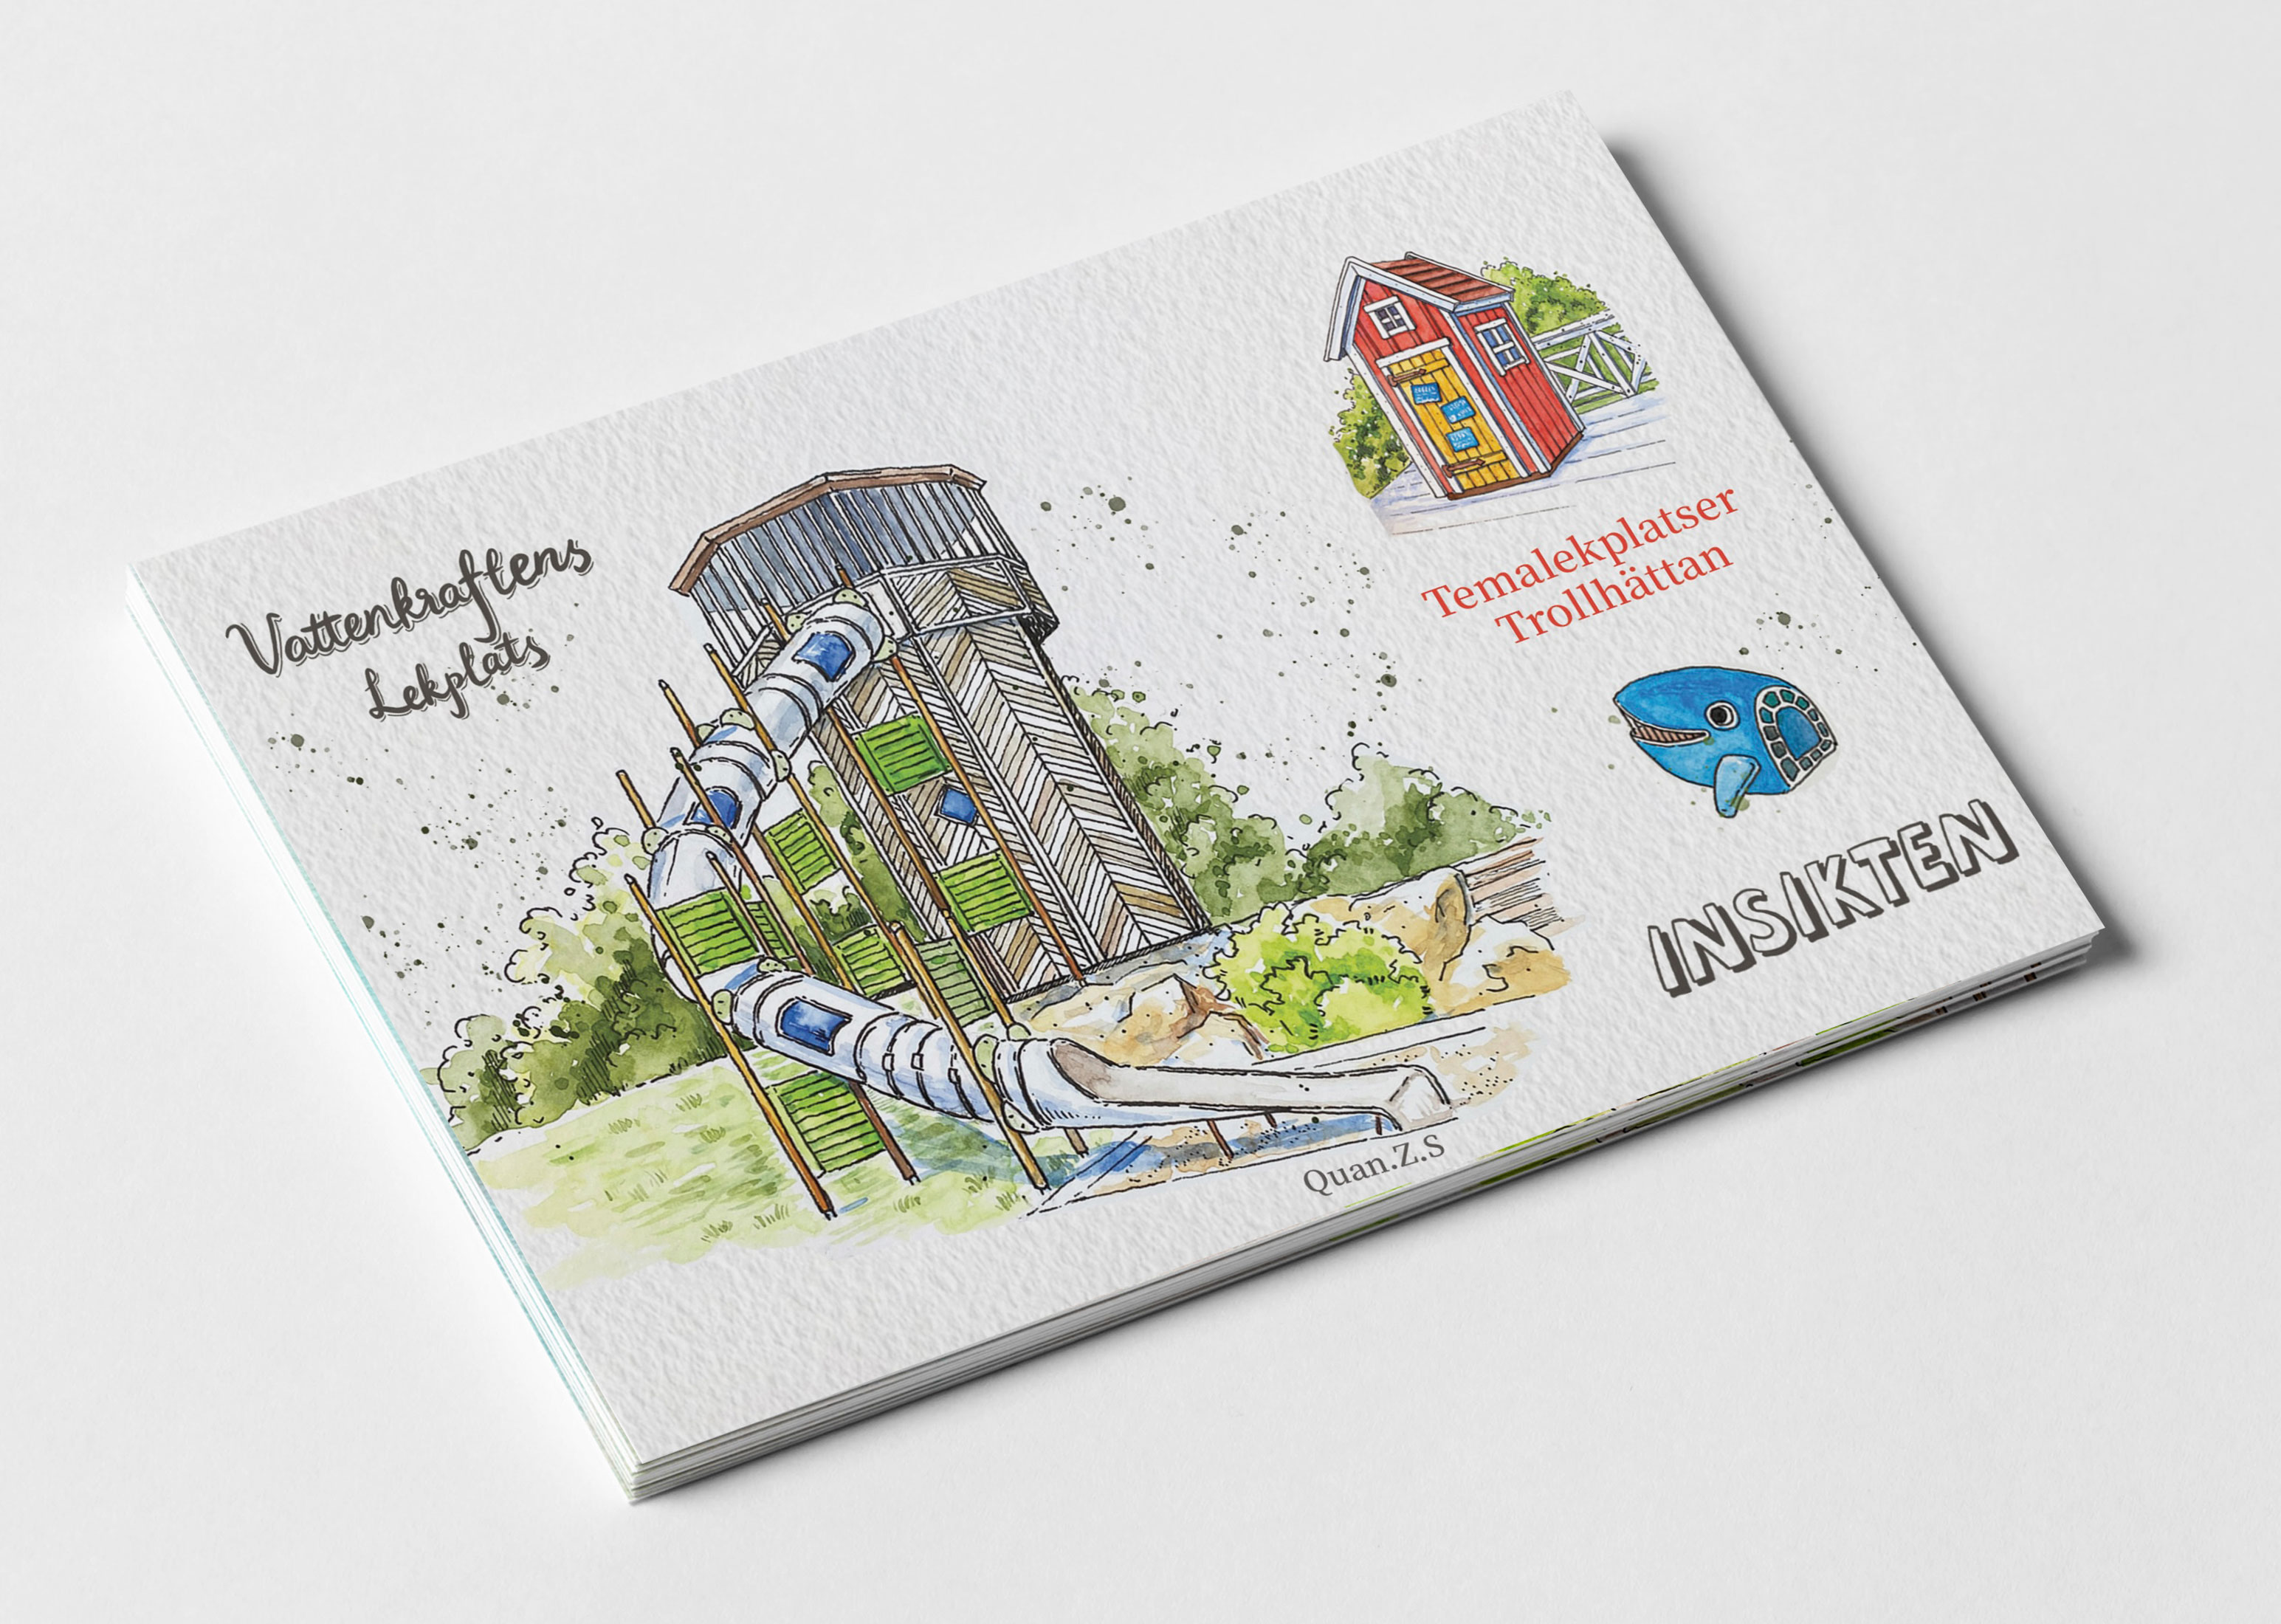 Vattenkraftens
Lekplats
Temalekplatser
Trollhättan
INSIKTEN
Quan.Z.S